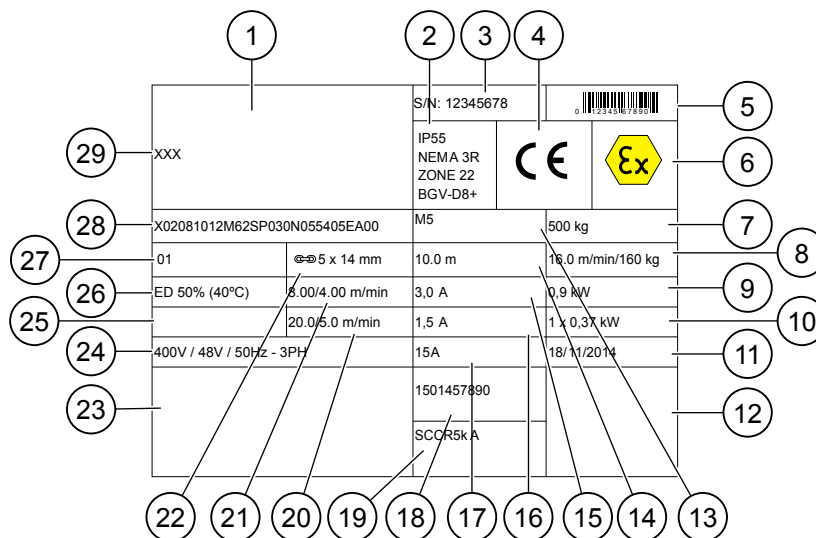 1 2 3 4
S/N: 12345678
0 12345 67890
5
29
XXX
IP55
NEMA 3R
ZONE 22
BGV-D8+
CE
Ex
6
28
X02081012M62SP030N055405EA00
M5
500 kg
7
27
01
5 x 14 mm
10.0 m
16.0 m/min/160 kg
8
26
ED 50% (40ºC)
8.00/4.00 m/min
3,0 A
0,9 kW
9
25
20.0/5.0 m/min
1,5 A
1 x 0,37 kW
10
24
400V / 48V / 50Hz - 3PH
15A
18/11/2014
11
23
1501457890
12
SCCR5k A
22 21 20 19 18 17 16 15 14 13